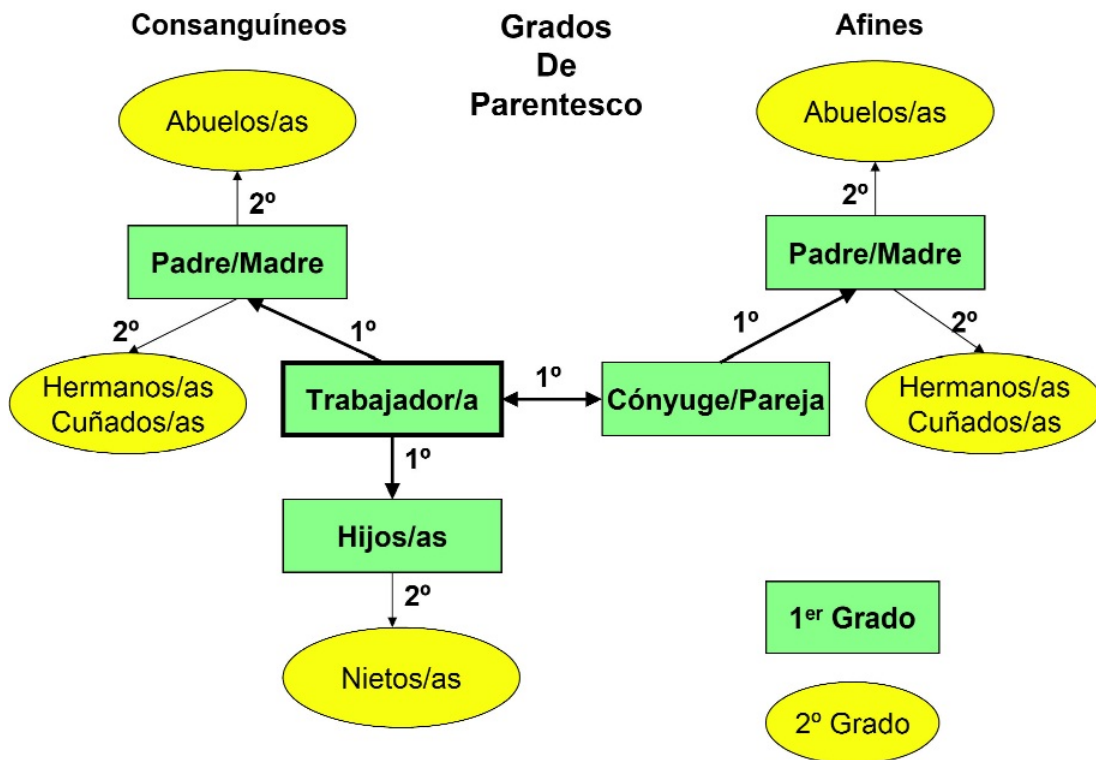 Consanguíneos
Grados
De
Parentesco
Afines
Abuelos/as
Abuelos/as
2º
2º
Padre/Madre
Padre/Madre
2º
1º
1º
2º
Hermanos/as
Cuñados/as
Trabajador/a
1º
Cónyuge/Pareja
Hermanos/as
Cuñados/as
1º
Hijos/as
2º
1er Grado
Nietos/as
2º Grado